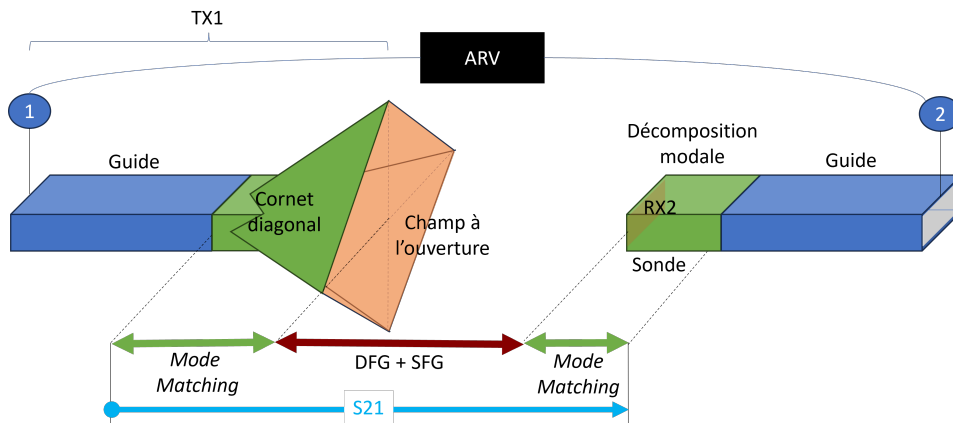 TX1
ARV
1
2
Guide
Cornet
diagonal
Champ à
l'ouverture
Décomposition
modale
Guide
RX2
Sonde
Mode
Matching
DFG + SFG
Mode
Matching
S21